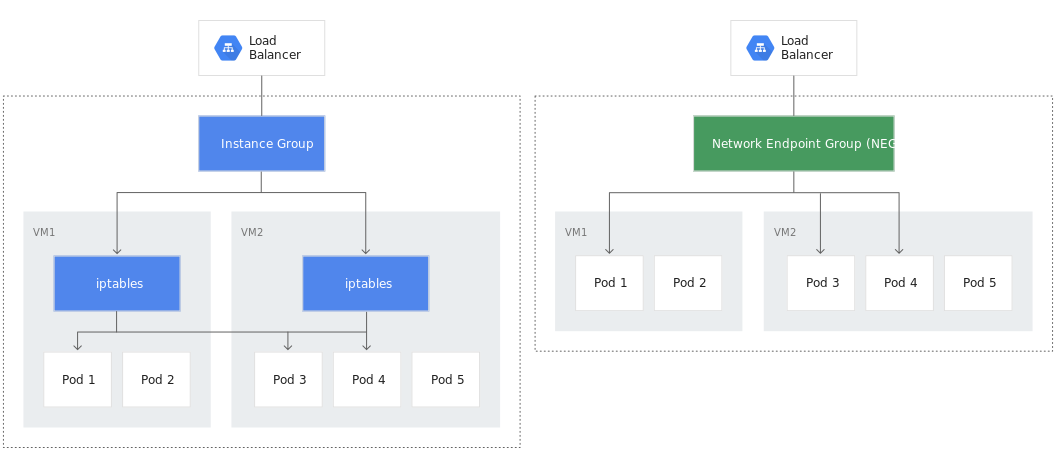 Load
Balancer
Instance Group
VM1
VM2
iptables
iptables
Pod 1
Pod 2
Pod 3
Pod 4
Pod 5
Load
Balancer
Network Endpoint Group (NEG
VM1
VM2
Pod 1
Pod 2
Pod 3
Pod 4
Pod 5